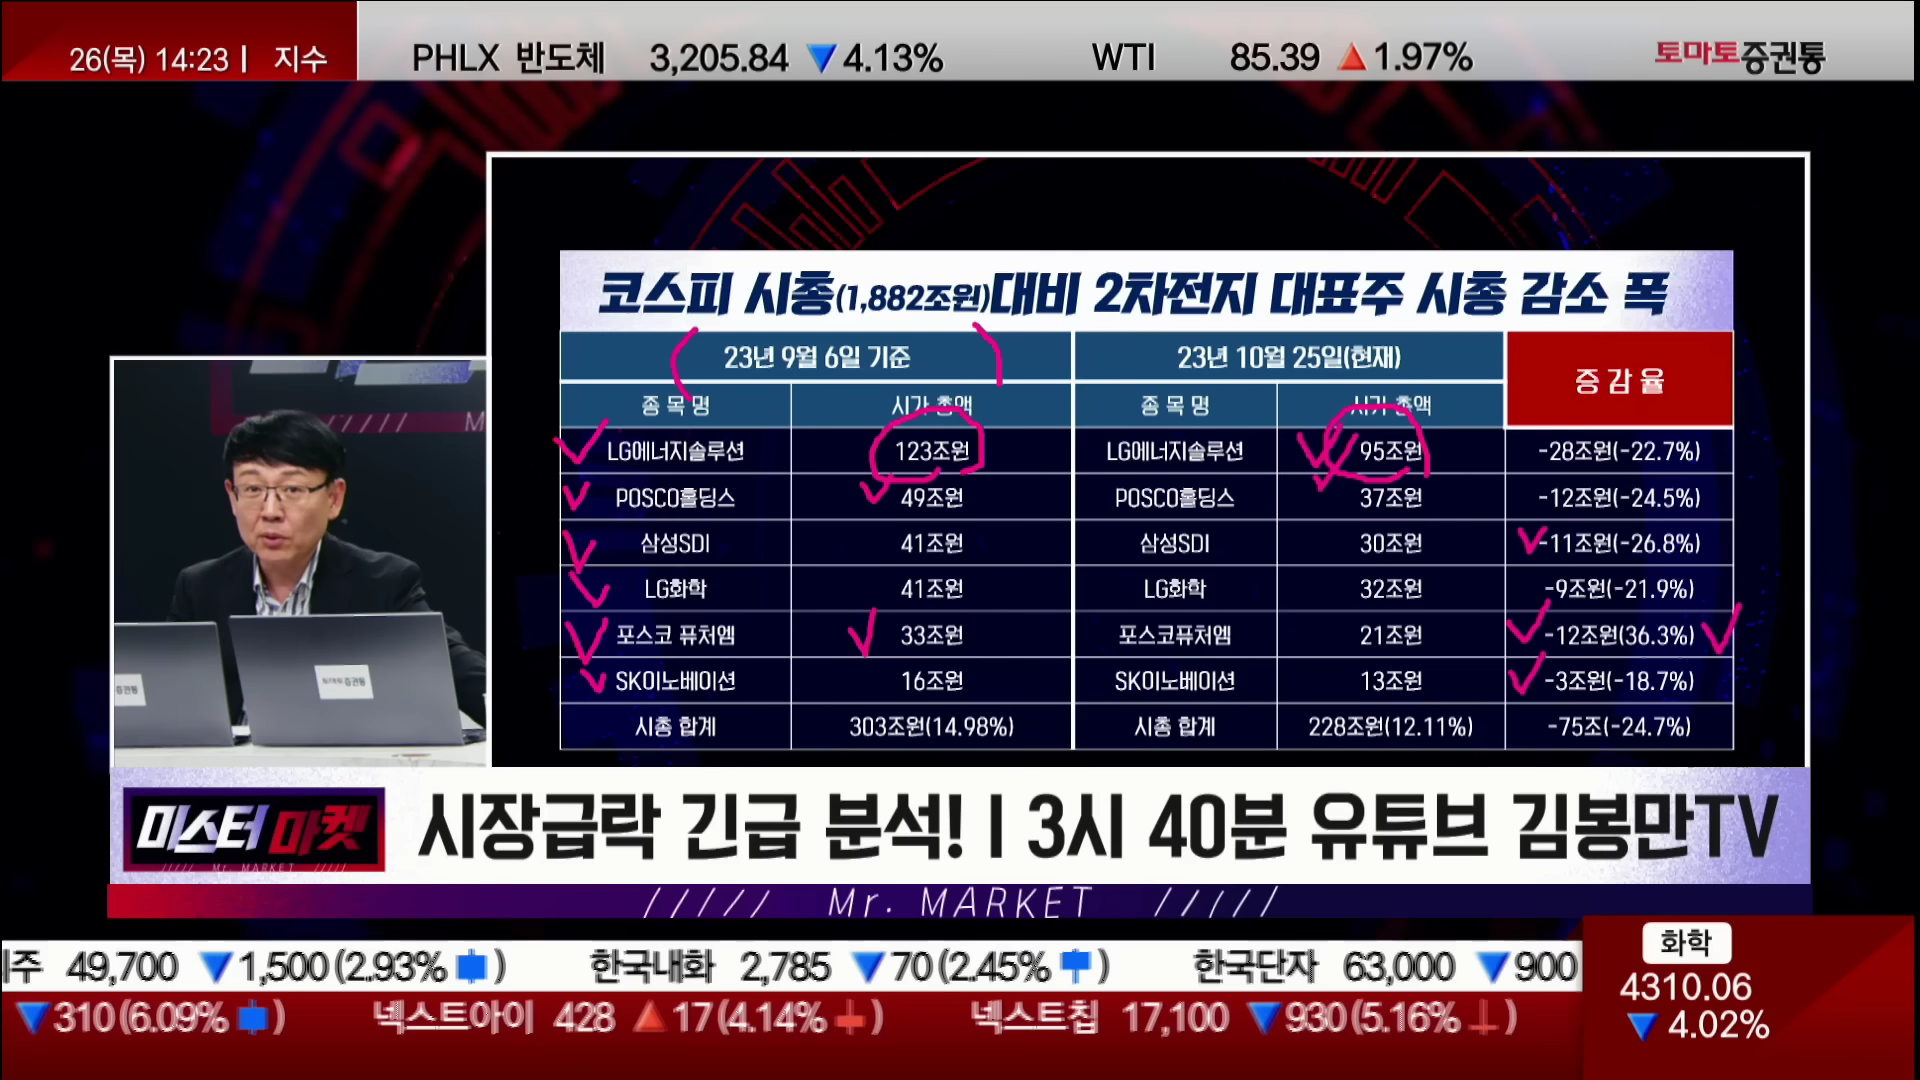 26(목) 14:23 | 지수 PHLX 반도체 3,205.84 ▼4.13% WTI 85.39 ▲1.97% 토마토증권통
코스피 시총(1,882조원)대비 2차전지 대표주 시총 감소 폭
23년 9월 6일 기준 23년 10월 25일(현재) 증감율
종목명 시가 총액 종목명 시가 총액
LG에너지솔루션 123조원 LG에너지솔루션 95조원 -28조원(-22.7%)
POSCO홀딩스 49조원 POSCO홀딩스 37조원 -12조원(-24.5%)
삼성SDI 41조원 삼성SDI 30조원 -11조원(-26.8%)
LG화학 41조원 LG화학 32조원 -9조원(-21.9%)
포스코 퓨처엠 33조원 포스코퓨처엠 21조원 -12조원(36.3%)
SK이노베이션 16조원 SK이노베이션 13조원 -3조원(-18.7%)
시총 합계 303조원(14.98%) 시총 합계 228조원(12.11%) -75조(-24.7%)
증권통
미스터 마켓 시장급락 긴급 분석! | 3시 40분 유튜브 김봉만TV
///// Mr. MARKET /////
///// Mr. MARKET /////
주 49,700 ▼1,500(2.93%) 한국내화 2,785 ▼70(2.45%) 한국단자 63,000 ▼900
▼310(6.09%) 넥스트아이 428 ▲17(4.14%) 넥스트칩 17,100 ▼930(5.16%)
화학
4310.06
▼4.02%